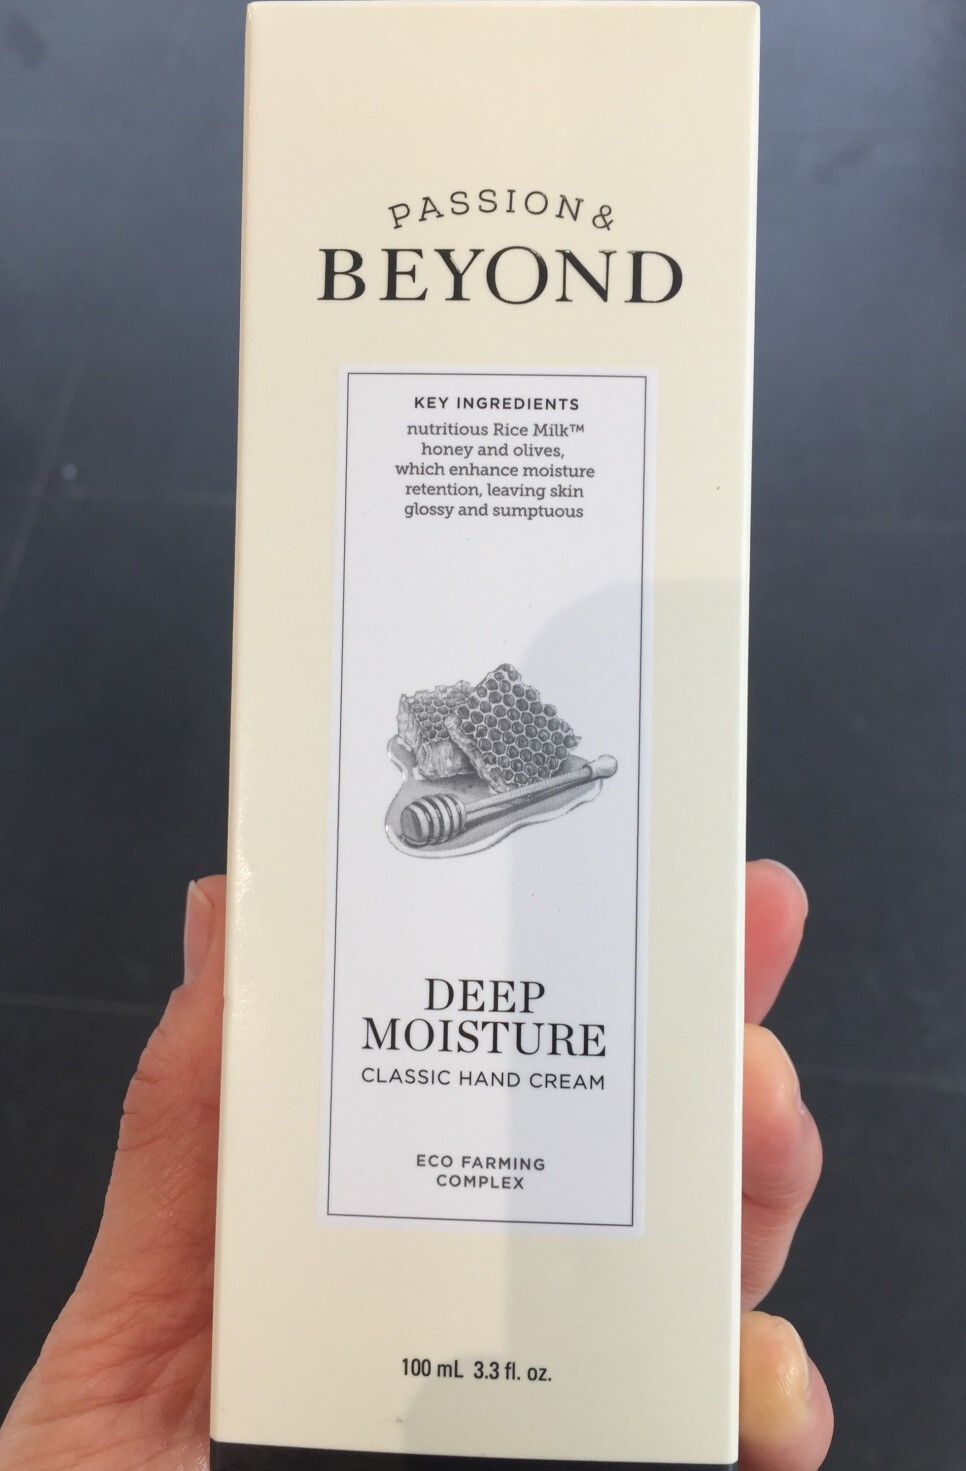 PASSION &
BEYOND
KEY INGREDIENTS
nutritious Rice Milk™
honey and olives,
which enhance moisture
retention, leaving skin
glossy and sumptuous
DEEP
MOISTURE
CLASSIC HAND CREAM
ECO FARMING
COMPLEX
100 mL 3.3 fl. oz.